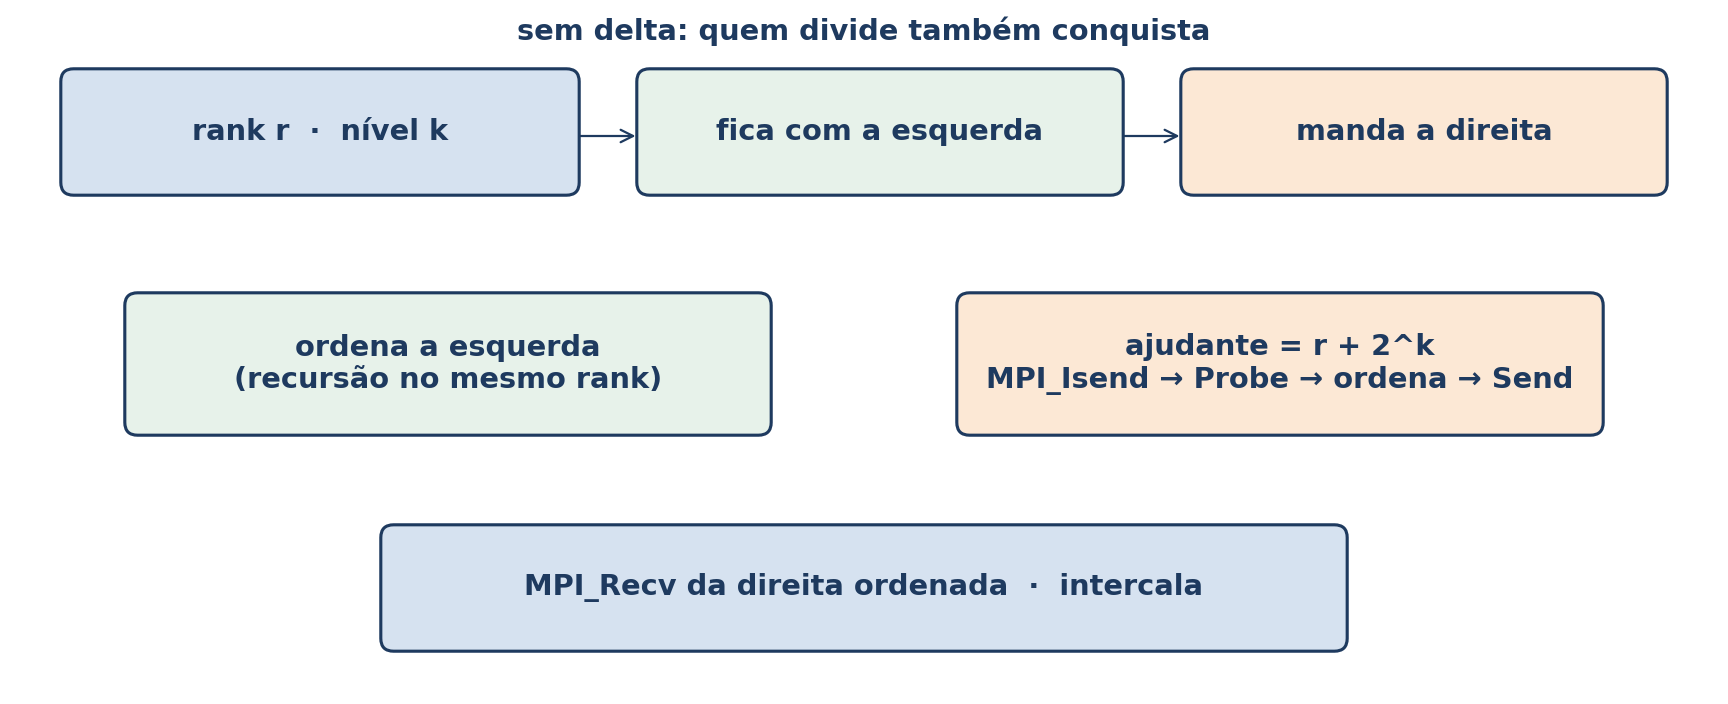 sem delta: quem divide também conquista
rank r · nível k
fica com a esquerda
manda a direita
ordena a esquerda
(recursão no mesmo rank)
ajudante = r + 2^k
MPI_Isend → Probe → ordena → Send
MPI_Recv da direita ordenada · intercala